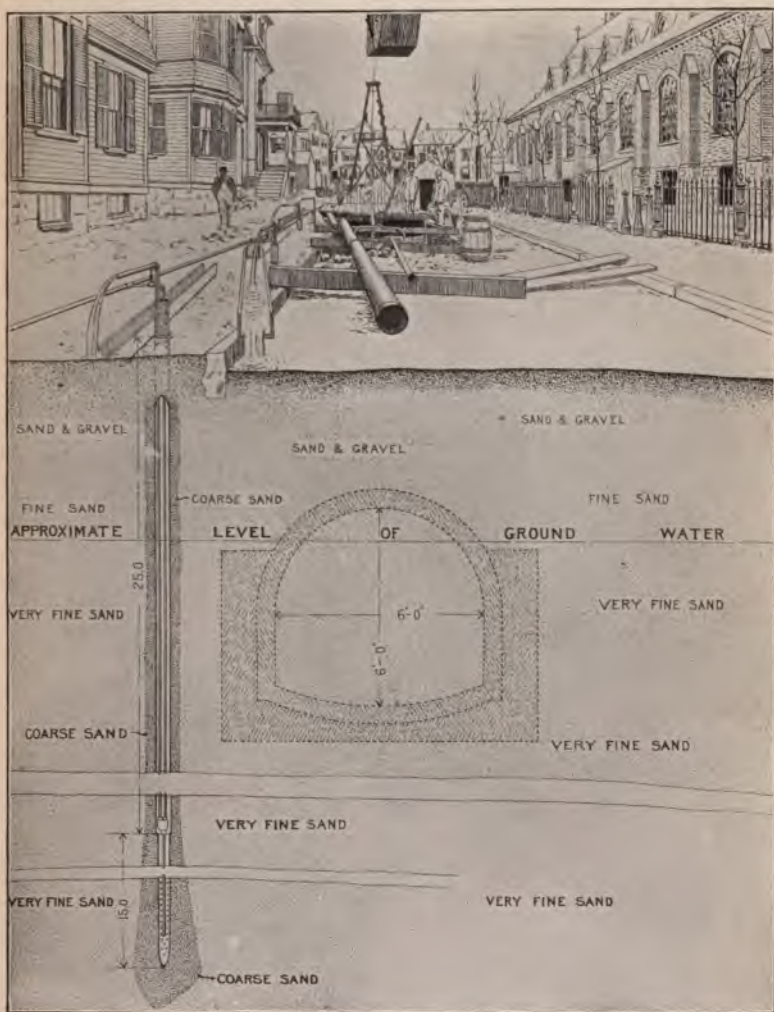 SAND & GRAVEL
SAND & GRAVEL
SAND & GRAVEL
COARSE SAND
FINE SAND
FINE SAND
APPROXIMATE LEVEL OF GROUND WATER
25.0
VERY FINE SAND
VERY FINE SAND
6'-0"
6'-0"
COARSE SAND
VERY FINE SAND
VERY FINE SAND
VERY FINE SAND
15.0
VERY FINE SAND
COARSE SAND